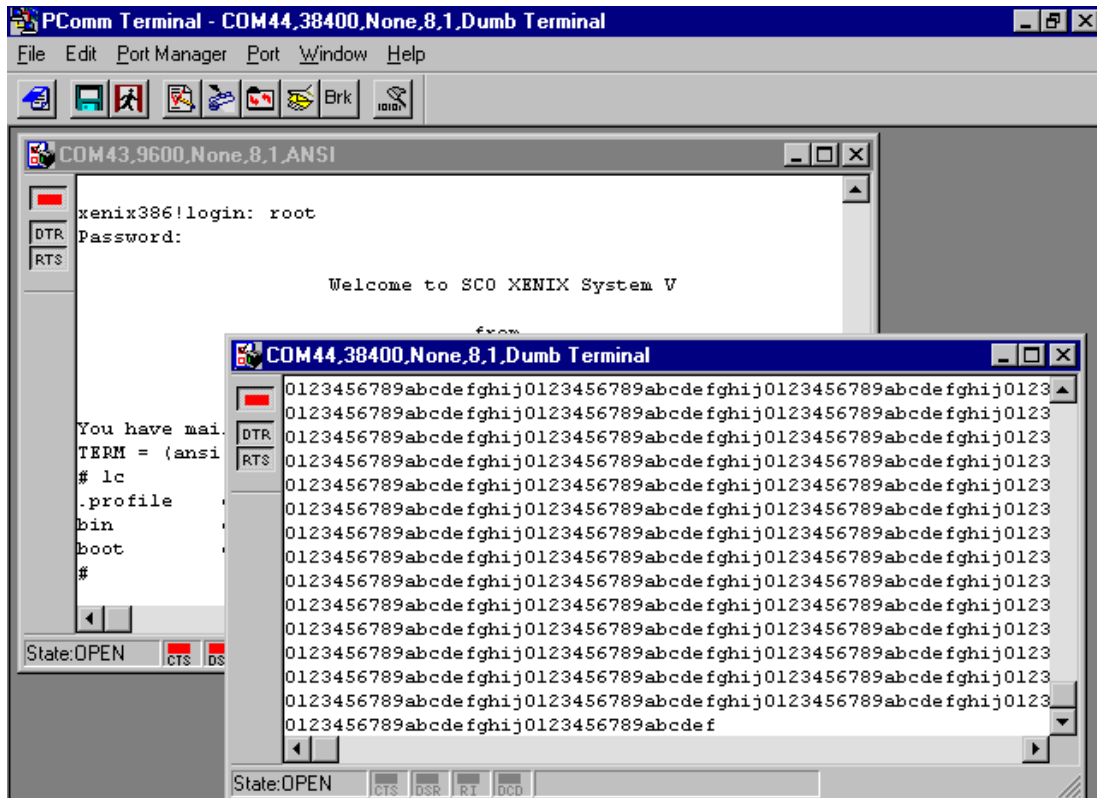 PComm Terminal - COM44,38400,None,8,1,Dumb Terminal
File Edit Port Manager Port Window Help
Brk
COM43,9600,None,8,1,ANSI
DTR
RTS
xenix386!login: root
Password:
Welcome to SCO XENIX System V
from
You have mai
TERM = (ansi
# lc
.profile
bin
boot
#
State:OPEN CTS DS
COM44,38400,None,8,1,Dumb Terminal
DTR
RTS
0123456789abcdefghij0123456789abcdefghij0123456789abcdefghij0123
0123456789abcdefghij0123456789abcdefghij0123456789abcdefghij0123
0123456789abcdefghij0123456789abcdefghij0123456789abcdefghij0123
0123456789abcdefghij0123456789abcdefghij0123456789abcdefghij0123
0123456789abcdefghij0123456789abcdefghij0123456789abcdefghij0123
0123456789abcdefghij0123456789abcdefghij0123456789abcdefghij0123
0123456789abcdefghij0123456789abcdefghij0123456789abcdefghij0123
0123456789abcdefghij0123456789abcdefghij0123456789abcdefghij0123
0123456789abcdefghij0123456789abcdefghij0123456789abcdefghij0123
0123456789abcdefghij0123456789abcdefghij0123456789abcdefghij0123
0123456789abcdefghij0123456789abcdefghij0123456789abcdefghij0123
0123456789abcdefghij0123456789abcdefghij0123456789abcdefghij0123
0123456789abcdefghij0123456789abcdefghij0123456789abcdefghij0123
0123456789abcdefghij0123456789abcdefghij0123456789abcdefghij0123
0123456789abcdefghij0123456789abcdef
State:OPEN CTS DSR RI DCD